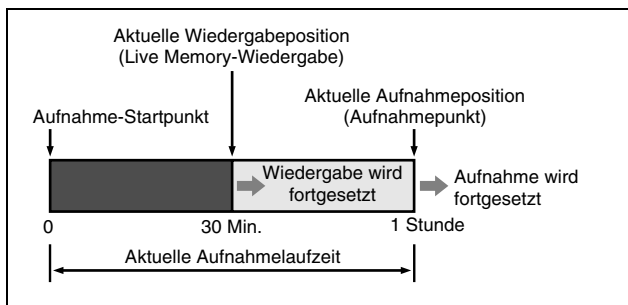 Aktuelle Wiedergabeposition
(Live Memory-Wiedergabe)
Aktuelle Aufnahmeposition
(Aufnahmepunkt)
Aufnahme-Startpunkt
Wiedergabe wird
fortgesetzt
Aufnahme wird
fortgesetzt
0
30 Min.
1 Stunde
Aktuelle Aufnahmelaufzeit